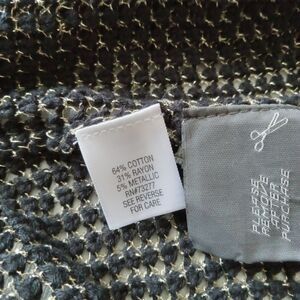 64% COTTON
31% RAYON
5% METALLIC
RN#73277
SEE REVERSE
FOR CARE
PLEASE
REMOVE
AFTER
PURCHASE